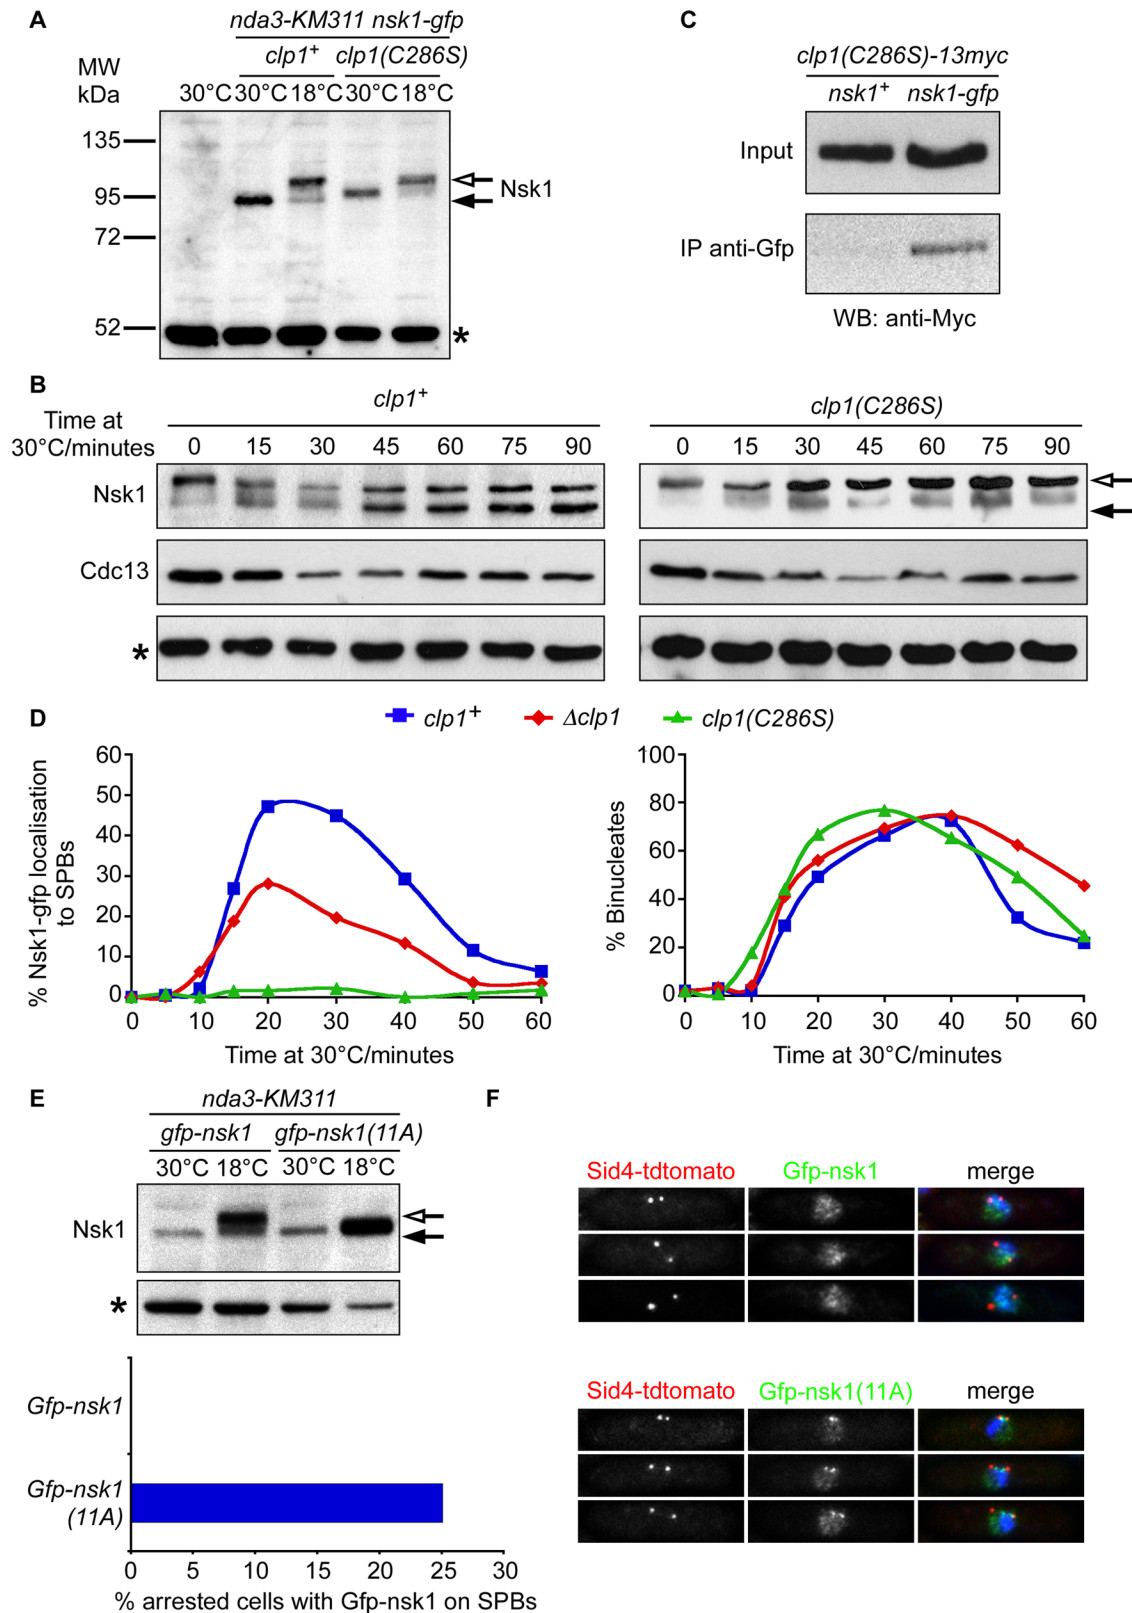 A
nda3-KM311 nsk1-gfp
clp1+ clp1(C286S)
MW
kDa
30°C 30°C 18°C 30°C 18°C
135
95
72
52
Nsk1
*
C
clp1(C286S)-13myc
nsk1+ nsk1-gfp
Input
IP anti-Gfp
WB: anti-Myc
B
clp1+
clp1(C286S)
Time at
30°C/minutes
0 15 30 45 60 75 90
0 15 30 45 60 75 90
Nsk1
Cdc13
*
D
clp1+ Δclp1 clp1(C286S)
% Nsk1-gfp localisation
to SPBs
60
50
40
30
20
10
0
0 10 20 30 40 50 60
Time at 30°C/minutes
% Binucleates
100
80
60
40
20
0
0 10 20 30 40 50 60
Time at 30°C/minutes
E
nda3-KM311
gfp-nsk1 gfp-nsk1(11A)
30°C 18°C 30°C 18°C
Nsk1
*
Gfp-nsk1
Gfp-nsk1
(11A)
0 5 10 15 20 25 30
% arrested cells with Gfp-nsk1 on SPBs
F
Sid4-tdtomato Gfp-nsk1 merge
Sid4-tdtomato Gfp-nsk1(11A) merge